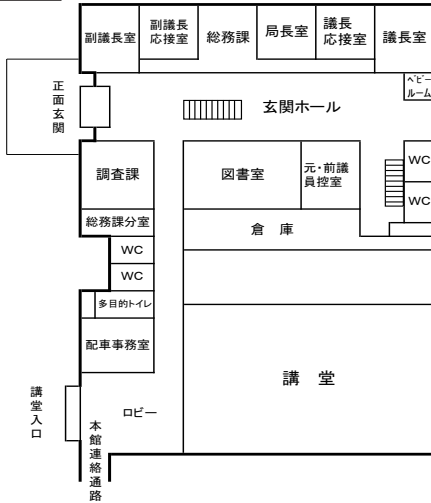 副議長室
副議長
応接室
総務課
局長室
議長
応接室
議長室
ベビー
ルーム
正面玄関
玄関ホール
調査課
図書室
元・前議
員控室
WC
WC
総務課分室
倉 庫
WC
WC
多目的トイレ
配車事務室
講 堂
講堂入口
ロビー
本館連絡通路